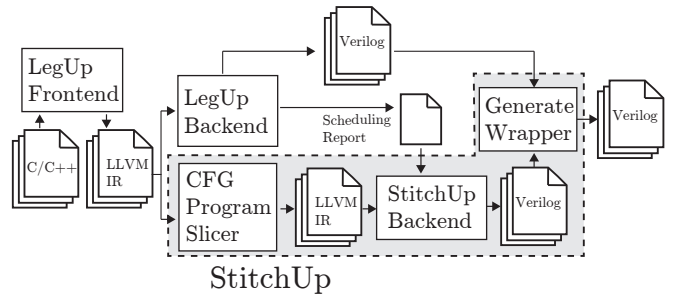 Verilog
LegUp
Frontend
LegUp
Backend
Scheduling
Report
Generate
Wrapper
Verilog
C/C++
LLVM
IR
CFG
Program
Slicer
LLVM
IR
StitchUp
Backend
Verilog
StitchUp